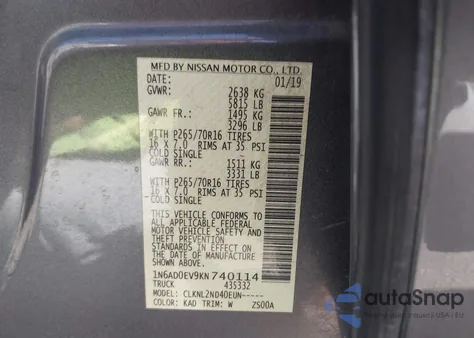 MFD BY NISSAN MOTOR CO., LTD.
DATE: 01/19
GVWR: 2638 KG
5815 LB
GAWR FR.: 1495 KG
3296 LB
WITH P265/70R16 TIRES
16 X 7.0 RIMS AT 35 PSI
COLD SINGLE
GAWR RR.: 1511 KG
3331 LB
WITH P265/70R16 TIRES
16 X 7.0 RIMS AT 35 PSI
COLD SINGLE
THIS VEHICLE CONFORMS TO
ALL APPLICABLE FEDERAL
MOTOR VEHICLE SAFETY
STANDARDS IN EFFECT ON
THE DATE OF MANUFACTURE
SHOWN ABOVE.
1N6AD0EV9KN740114
TRUCK 435332
MODEL: CLKNL2ND40EUN-----
COLOR: KAD TRIM: W ZS00A
autoSnap
www.autosnap.com